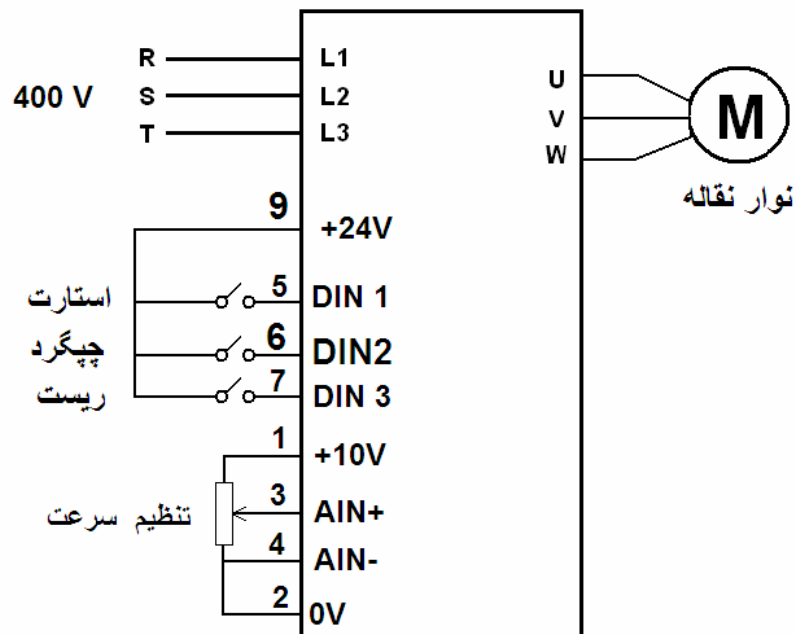 R L1
400 V S L2
T L3
U
V
W
M
نوار نقاله
9 +24V
استارت 5 DIN 1
چپگرد 6 DIN2
ریست 7 DIN 3
1 +10V
تنظیم سرعت 3 AIN+
4 AIN-
2 0V